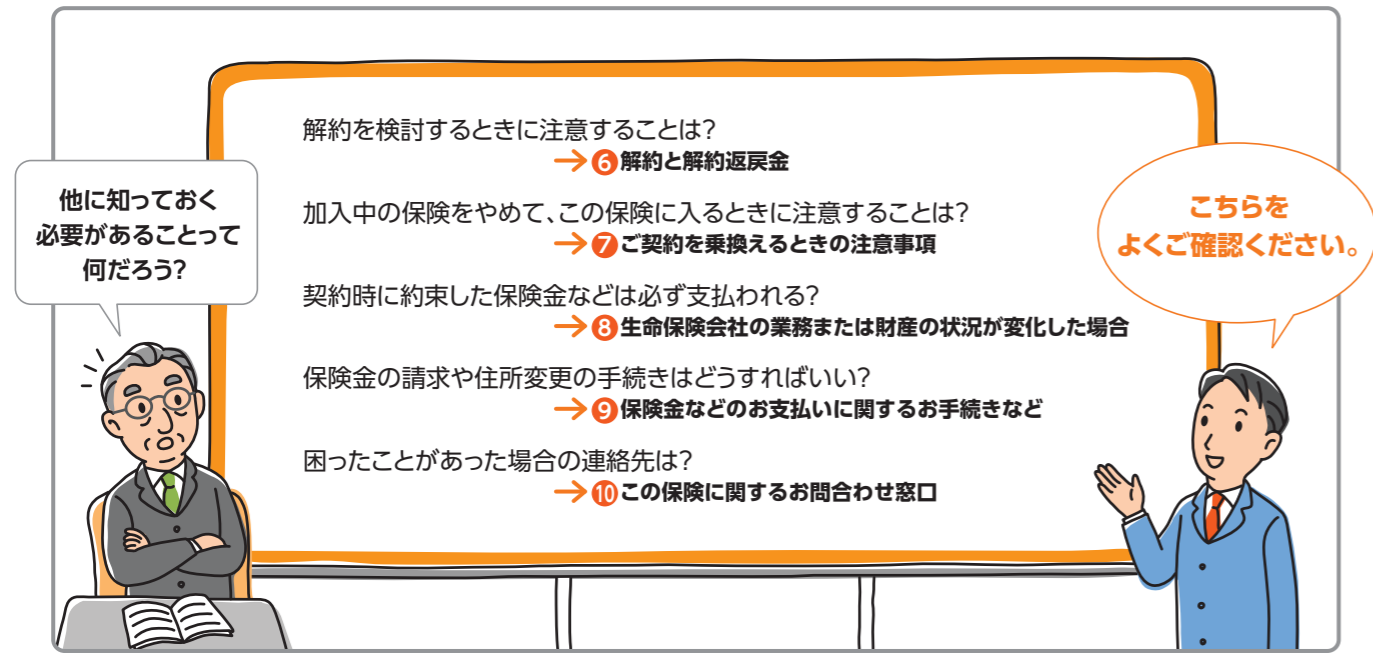 他に知っておく
必要があることって
何だろう?
解約を検討するときに注意することは?
→❻解約と解約返戻金
加入中の保険をやめて、この保険に入るときに注意することは?
→❼ご契約を乗換えるときの注意事項
契約時に約束した保険金などは必ず支払われる?
→❽生命保険会社の業務または財産の状況が変化した場合
保険金の請求や住所変更の手続きはどうすればいい?
→❾保険金などのお支払いに関するお手続きなど
困ったことがあった場合の連絡先は?
→❿この保険に関するお問合わせ窓口
こちらを
よくご確認ください。